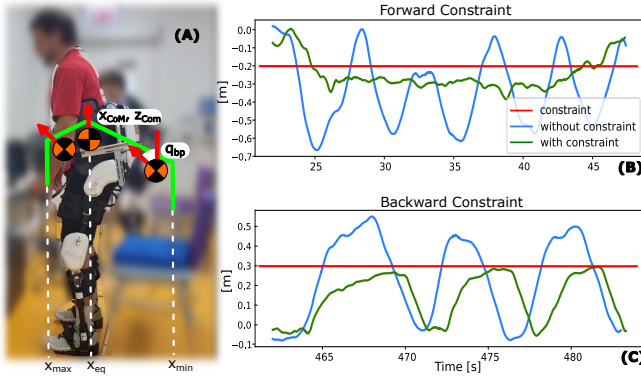 (A)
x_CoM, z_Com
q_bp
x_max x_eq x_min
Forward Constraint
[m]
0.0
−0.1
−0.2
−0.3
−0.4
−0.5
−0.6
−0.7
constraint
without constraint
with constraint
(B)
25 30 35 40 45
Backward Constraint
[m]
0.5
0.4
0.3
0.2
0.1
0.0
−0.1
465 470 475 480
Time [s]
(C)